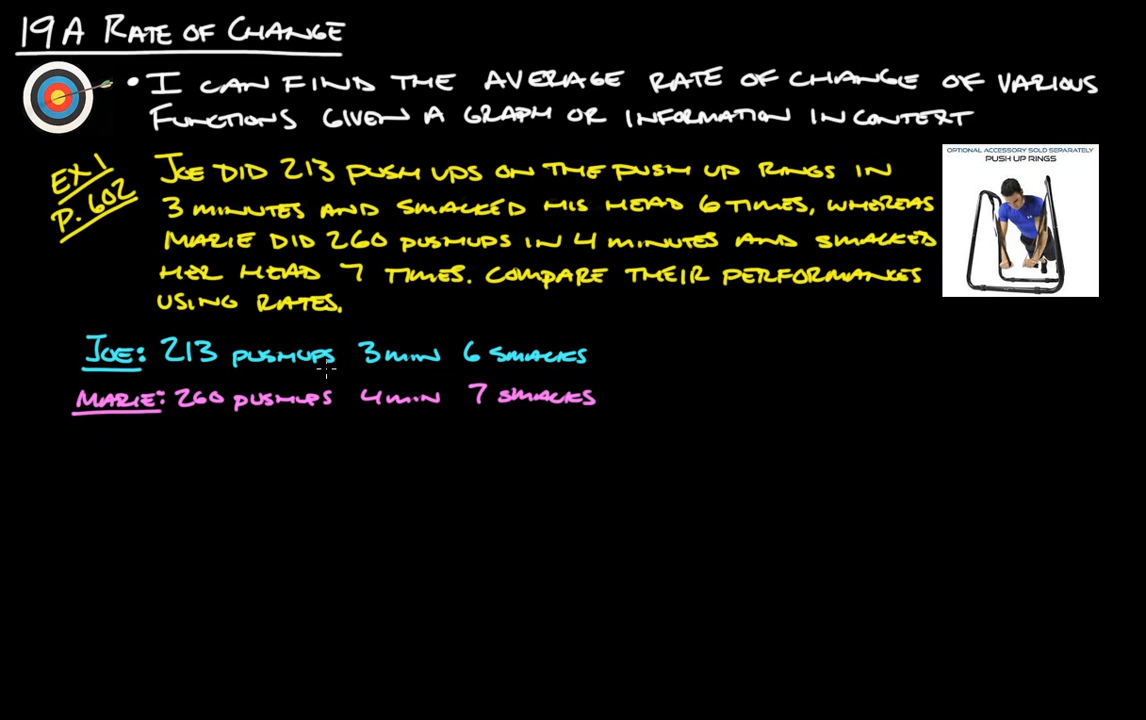 19A RATE OF CHANGE
• I CAN FIND THE AVERAGE RATE OF CHANGE OF VARIOUS
FUNCTIONS GIVEN A GRAPH OR INFORMATION IN CONTEXT
EX 1
P. 602
JOE DID 213 PUSH UPS ON THE PUSH UP RINGS IN
3 MINUTES AND SMACKED HIS HEAD 6 TIMES, WHEREAS
MARIE DID 260 PUSHUPS IN 4 MINUTES AND SMACKED
HER HEAD 7 TIMES. COMPARE THEIR PERFORMANCES
USING RATES.
OPTIONAL ACCESSORY SOLD SEPARATELY
PUSH UP RINGS
JOE: 213 PUSHUPS 3 MIN 6 SMACKS
MARIE: 260 PUSHUPS 4 MIN 7 SMACKS